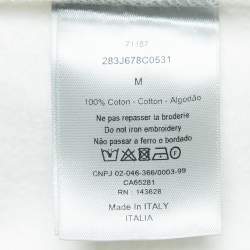 21187
283J678C0531
M
100% Coton - Cotton - Algodão
Ne pas repasser la broderie
Do not iron embroidery
Não passar a ferro o bordado
CNPJ 02-046-366/0003-99
CA65281
RN : 143628
Made In ITALY
ITALIA